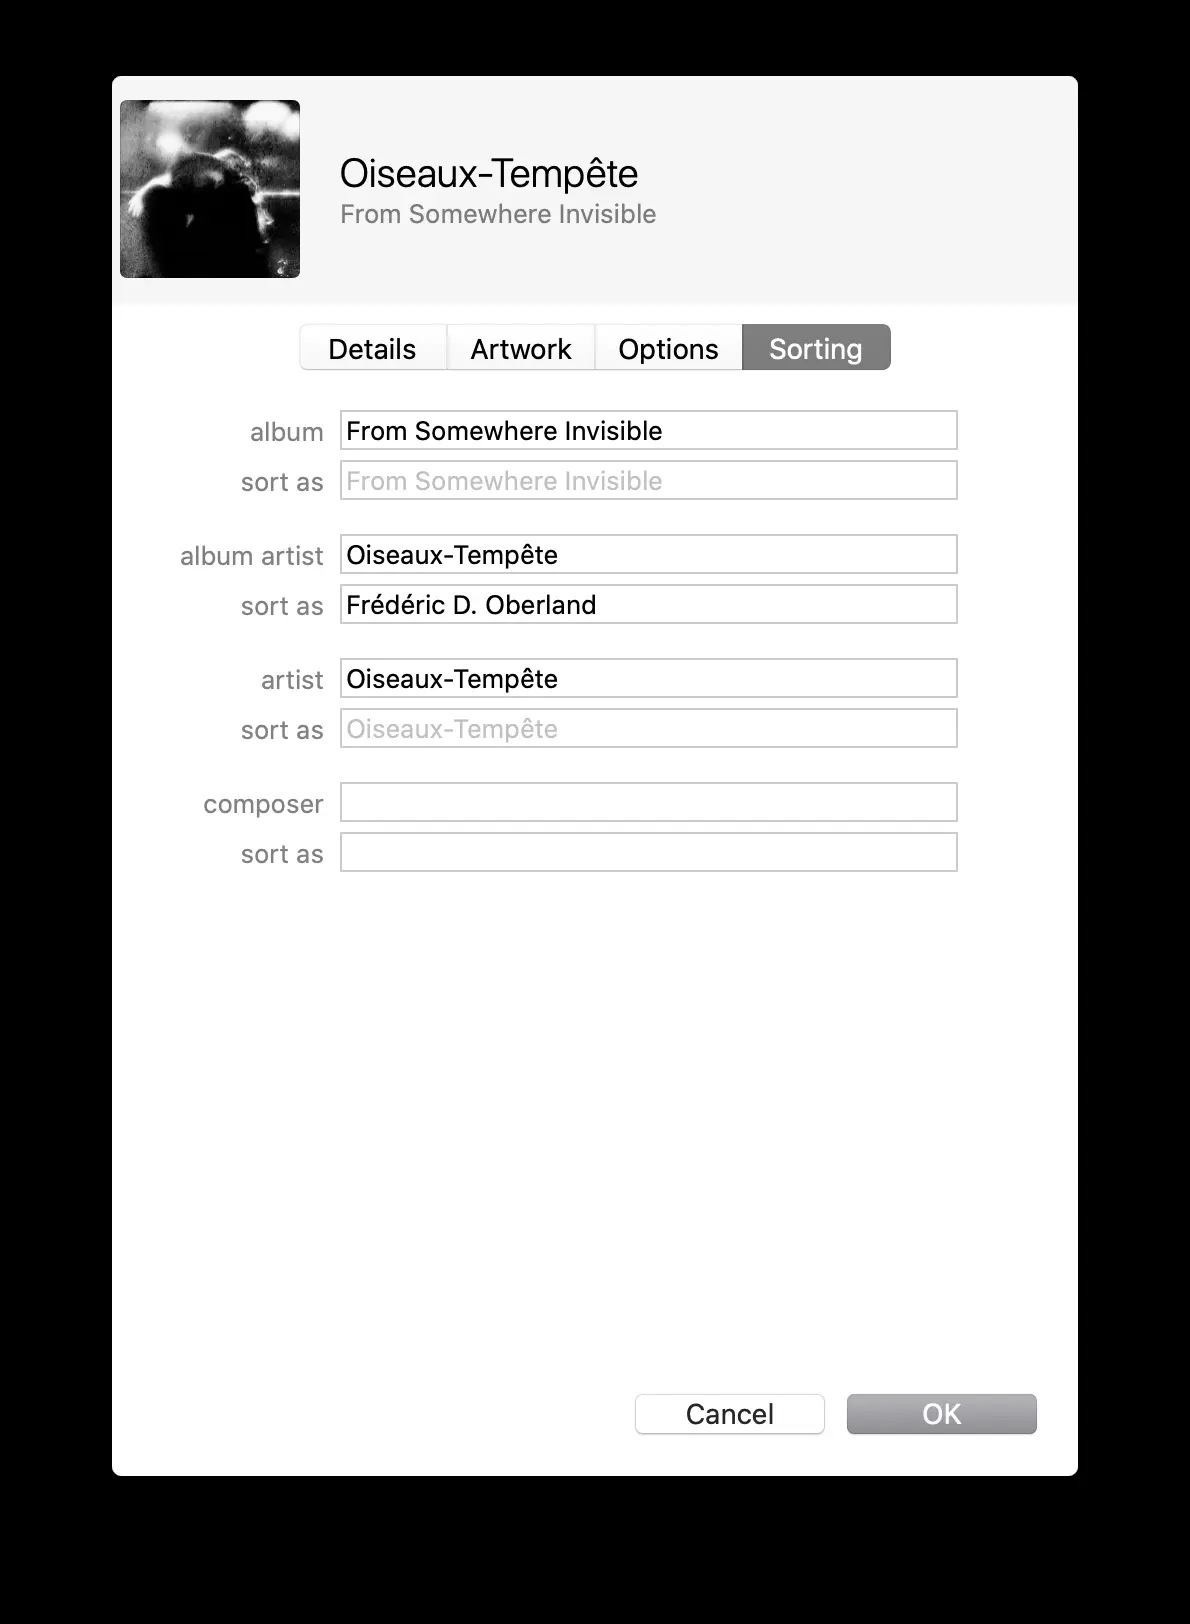 Oiseaux-Tempête
From Somewhere Invisible
Details Artwork Options Sorting
album From Somewhere Invisible
sort as From Somewhere Invisible
album artist Oiseaux-Tempête
sort as Frédéric D. Oberland
artist Oiseaux-Tempête
sort as Oiseaux-Tempête
composer
sort as
Cancel OK